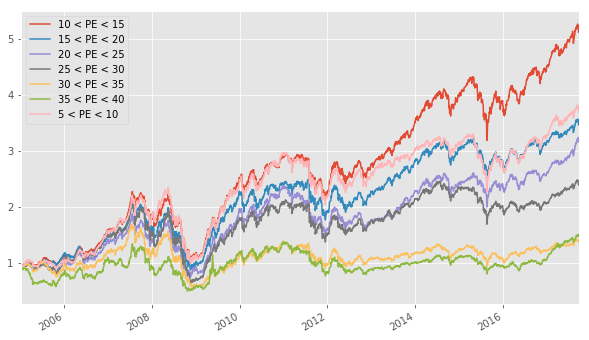 10 < PE < 15
15 < PE < 20
20 < PE < 25
25 < PE < 30
30 < PE < 35
35 < PE < 40
5 < PE < 10
5
4
3
2
1
2006
2008
2010
2012
2014
2016